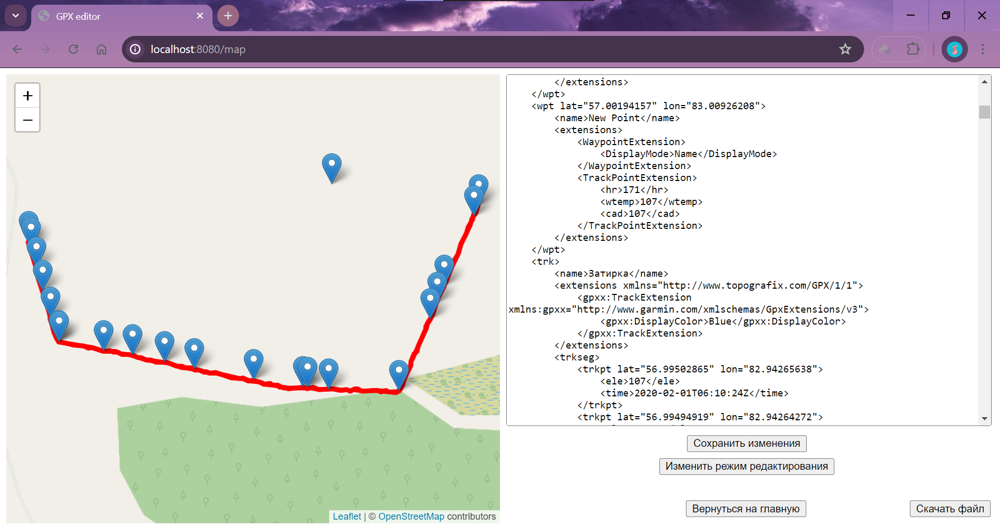 GPX editor
localhost:8080/map
+
−
Leaflet | © OpenStreetMap contributors
</extensions>
</wpt>
<wpt lat="57.00194157" lon="83.00926208">
<name>New Point</name>
<extensions>
<WaypointExtension>
<DisplayMode>Name</DisplayMode>
</WaypointExtension>
<TrackPointExtension>
<hr>171</hr>
<wtemp>107</wtemp>
<cad>107</cad>
</TrackPointExtension>
</extensions>
</wpt>
<trk>
<name>Затирка</name>
<extensions xmlns="http://www.topografix.com/GPX/1/1">
<gpxx:TrackExtension
xmlns:gpxx="http://www.garmin.com/xmlschemas/GpxExtensions/v3">
<gpxx:DisplayColor>Blue</gpxx:DisplayColor>
</gpxx:TrackExtension>
</extensions>
<trkseg>
<trkpt lat="56.99502865" lon="82.94265638">
<ele>107</ele>
<time>2020-02-01T06:10:24Z</time>
</trkpt>
<trkpt lat="56.99494919" lon="82.94264272">
Сохранить изменения
Изменить режим редактирования
Вернуться на главную
Скачать файл